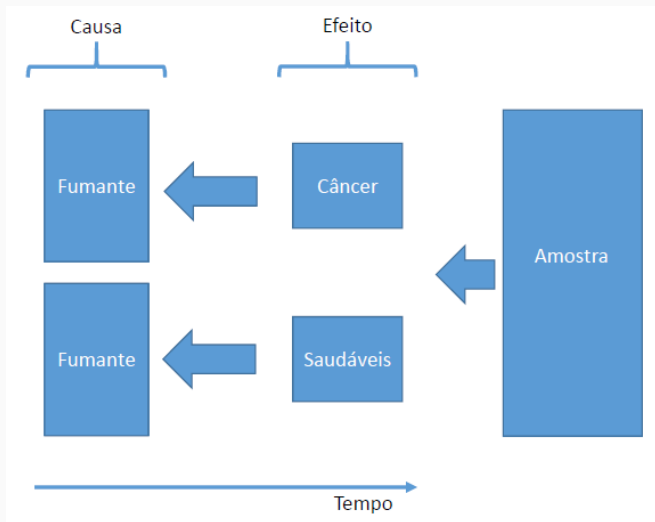 Causa
Efeito
Fumante
Câncer
Amostra
Fumante
Saudáveis
Tempo